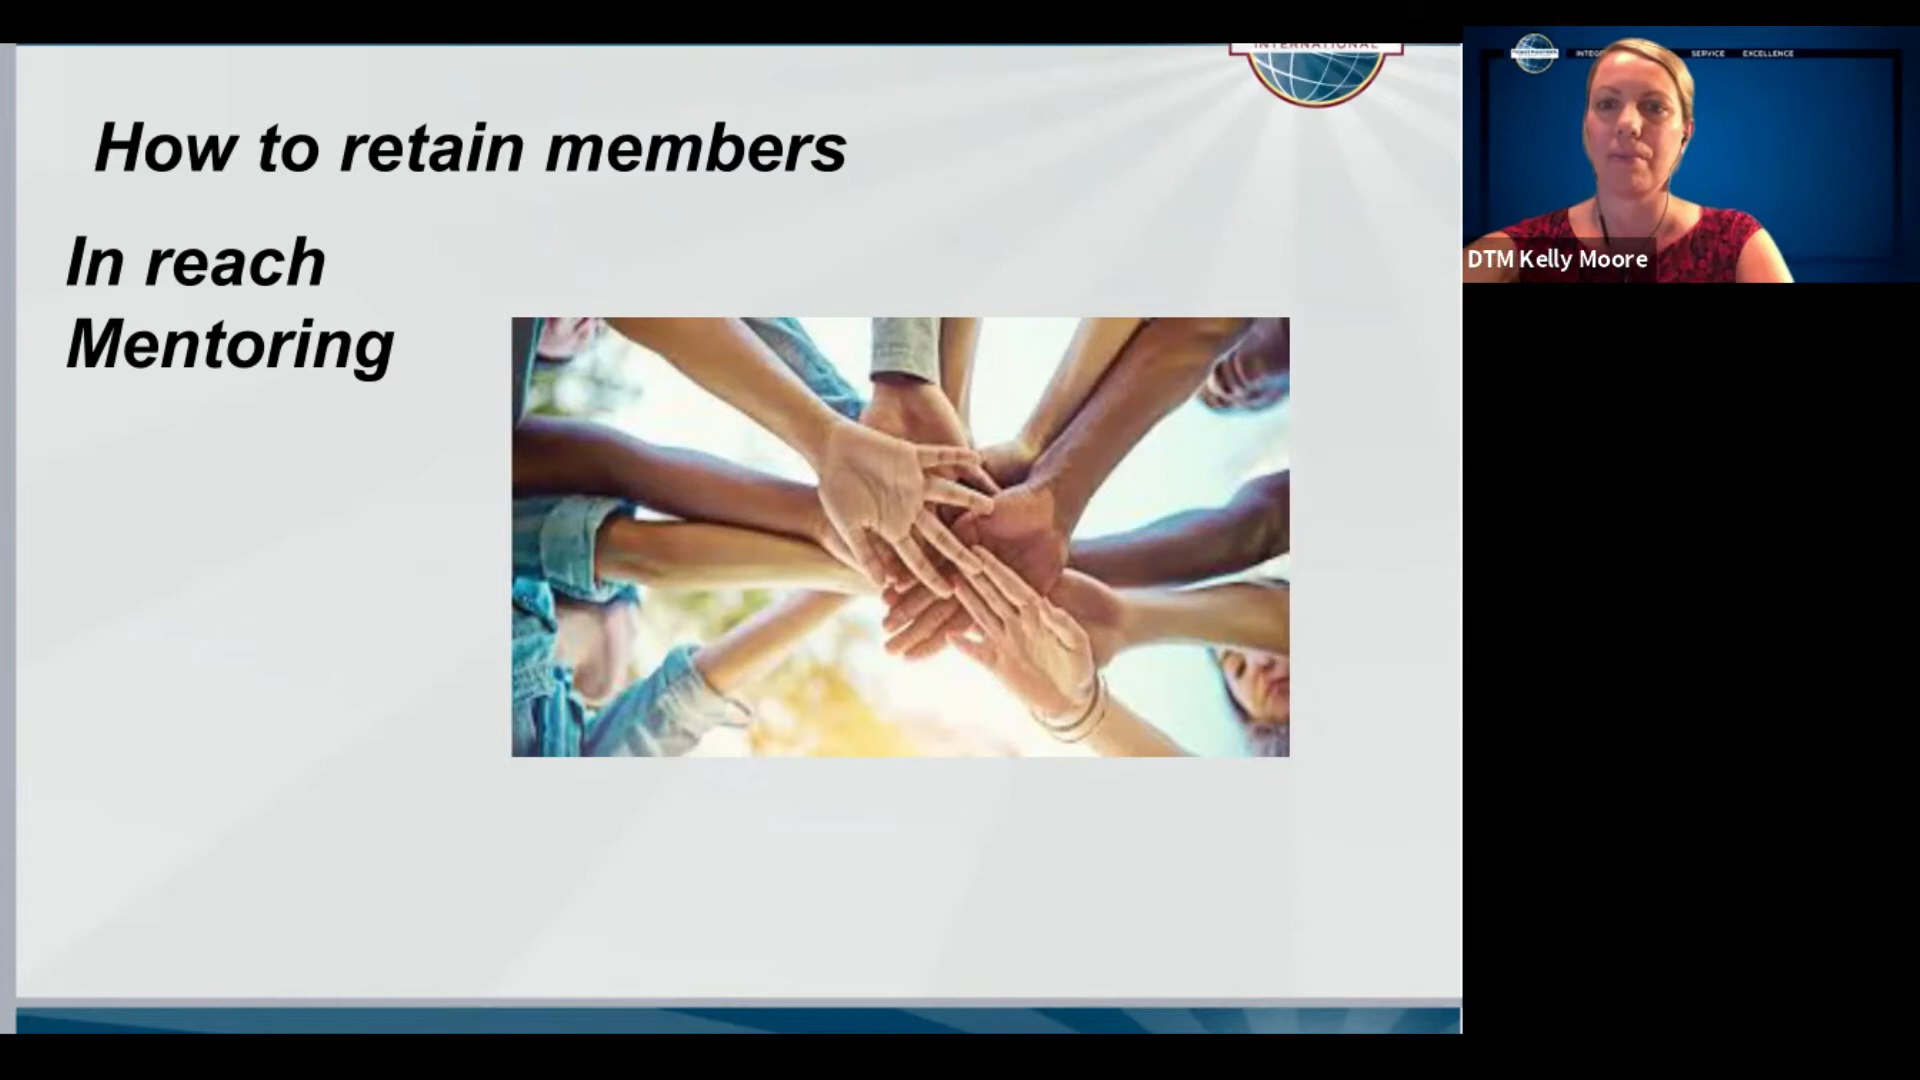 INTERNATIONAL
How to retain members
In reach
Mentoring
SERVICE EXCELLENCE
DTM Kelly Moore